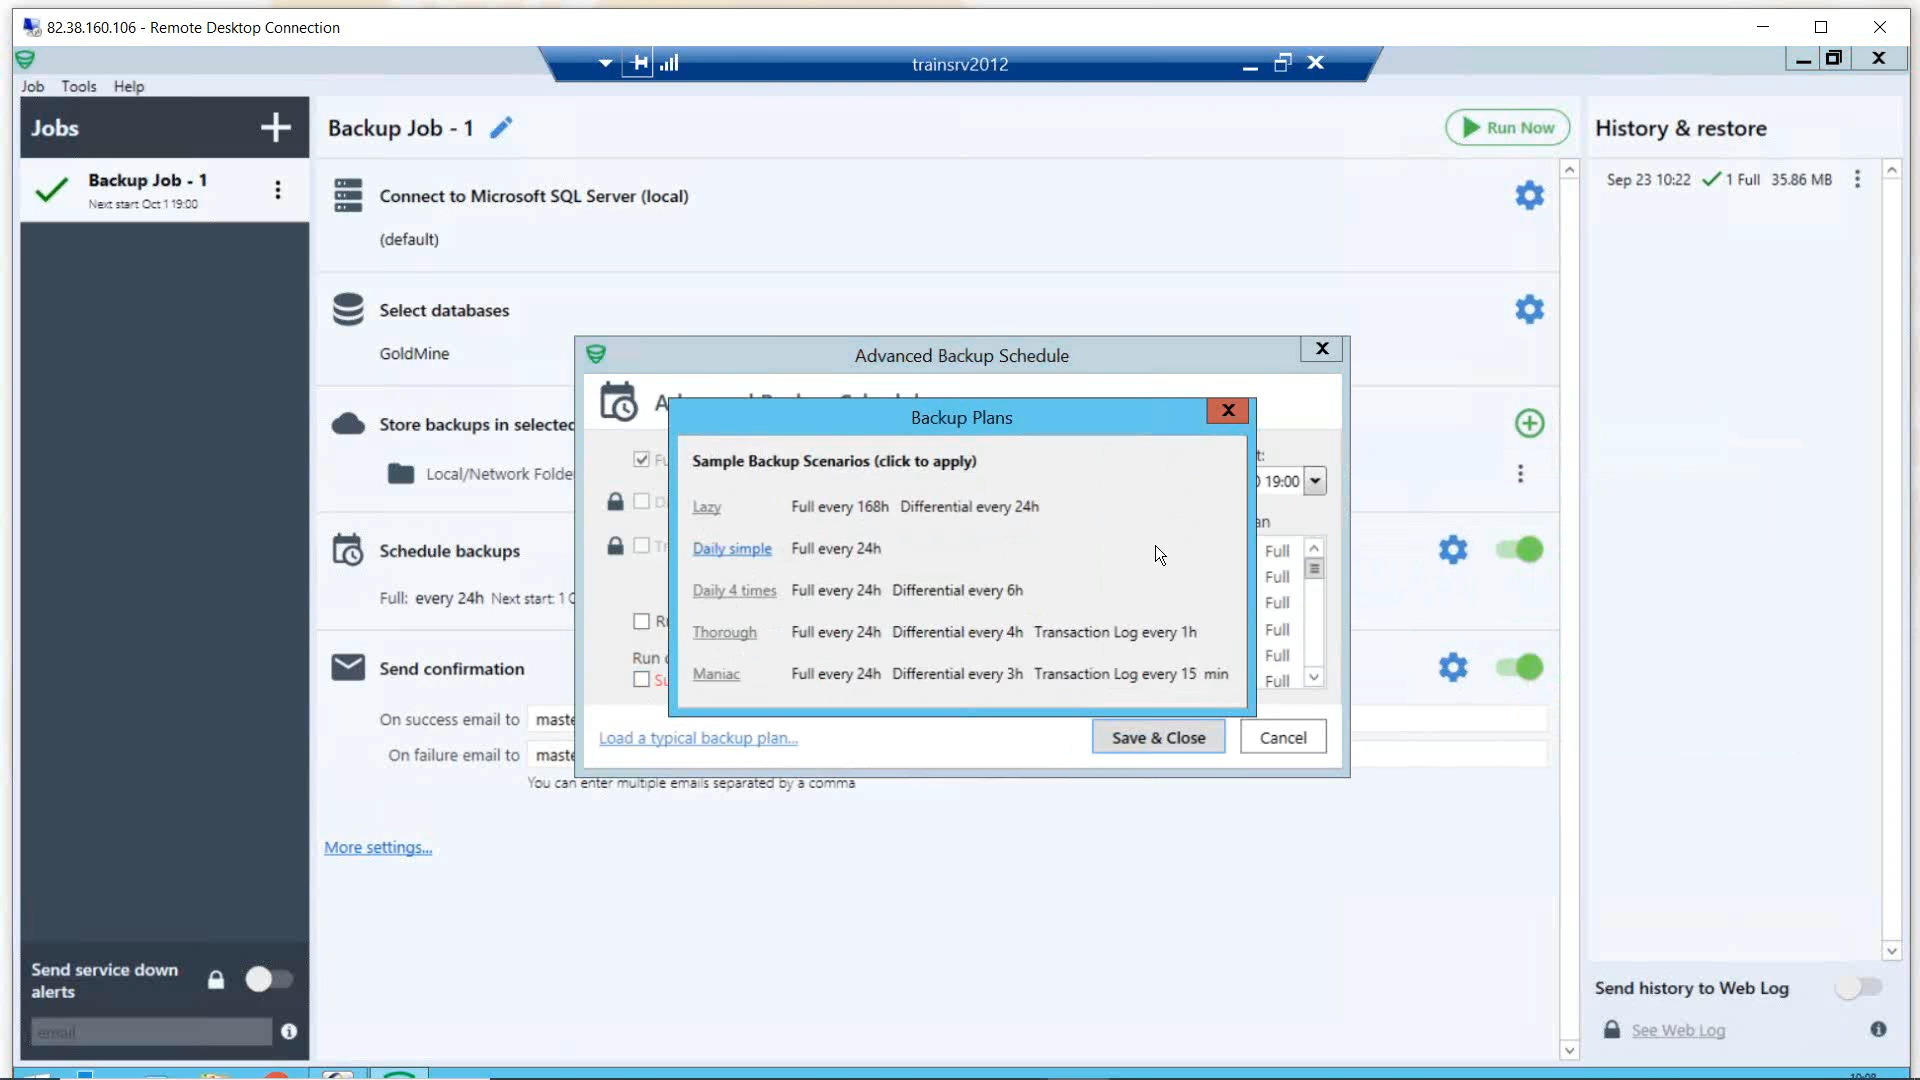 82.38.160.106 - Remote Desktop Connection
trainsrv2012
Job Tools Help
Jobs
Backup Job - 1
Run Now
History & restore
Backup Job - 1
Next start Oct 1 19:00
Connect to Microsoft SQL Server (local)
(default)
Sep 23 10:22 1 Full 35.86 MB
Select databases
GoldMine
Advanced Backup Schedule
Backup Plans
Store backups in selected
Local/Network Folde
Sample Backup Scenarios (click to apply)
Lazy Full every 168h Differential every 24h
Daily simple Full every 24h
Daily 4 times Full every 24h Differential every 6h
Thorough Full every 24h Differential every 4h Transaction Log every 1h
Maniac Full every 24h Differential every 3h Transaction Log every 15 min
19:00
Full
Full
Full
Full
Full
Full
Run
Schedule backups
Full: every 24h Next start: 1
Send confirmation
On success email to maste
On failure email to maste
You can enter multiple emails separated by a comma
Load a typical backup plan...
Save & Close
Cancel
More settings...
Send service down
alerts
email
Send history to Web Log
See Web Log